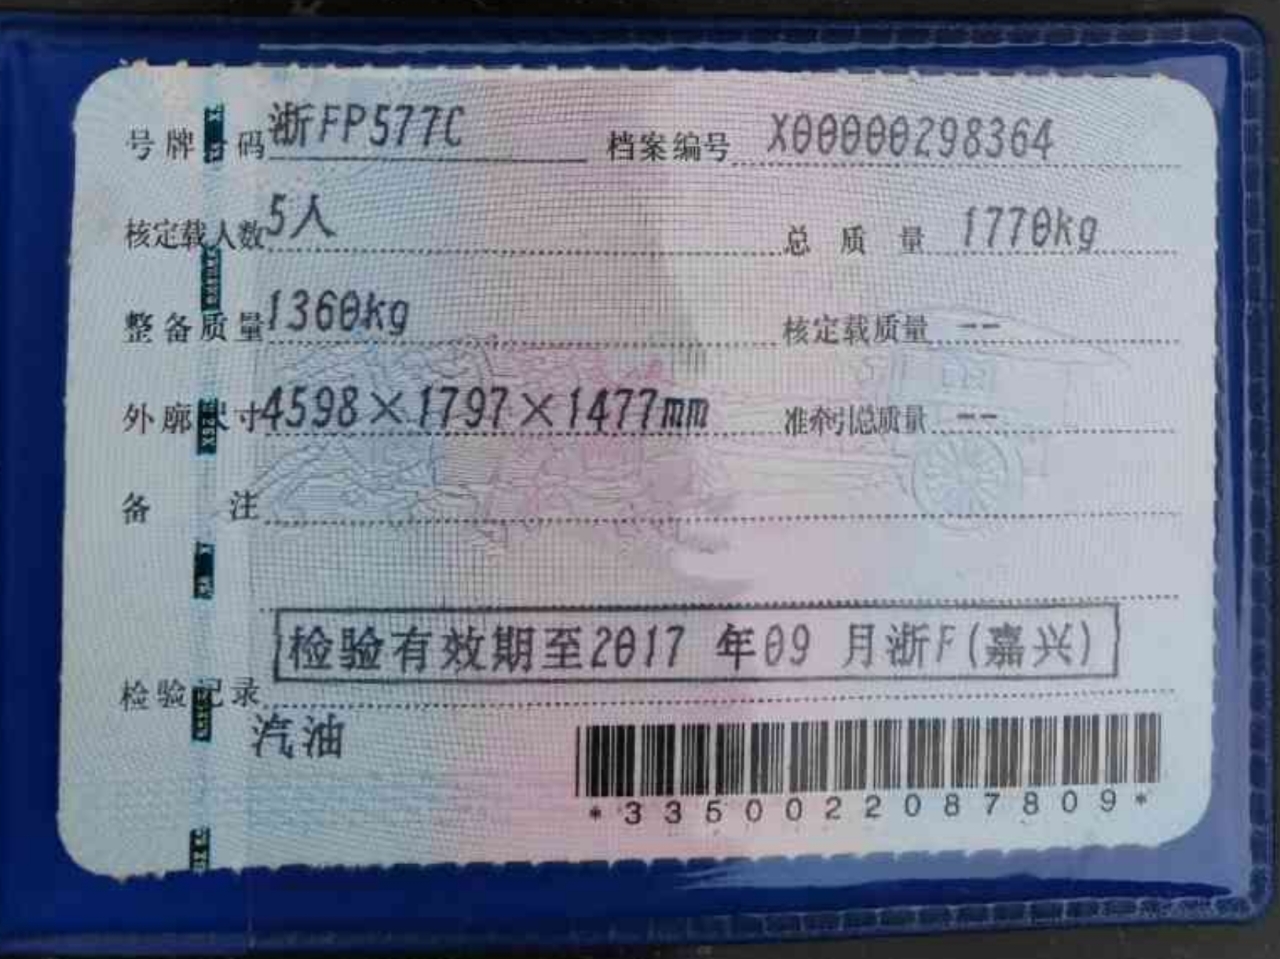 号牌号码 浙FP577C 档案编号 X00000298364
核定载人数 5人 总质量 1770kg
整备质量 1360kg 核定载质量 --
外廓尺寸 4598×1797×1477mm 准牵引总质量 --
备注
检验有效期至2017 年09 月浙F(嘉兴)
检验记录
汽油
*3350022087809*